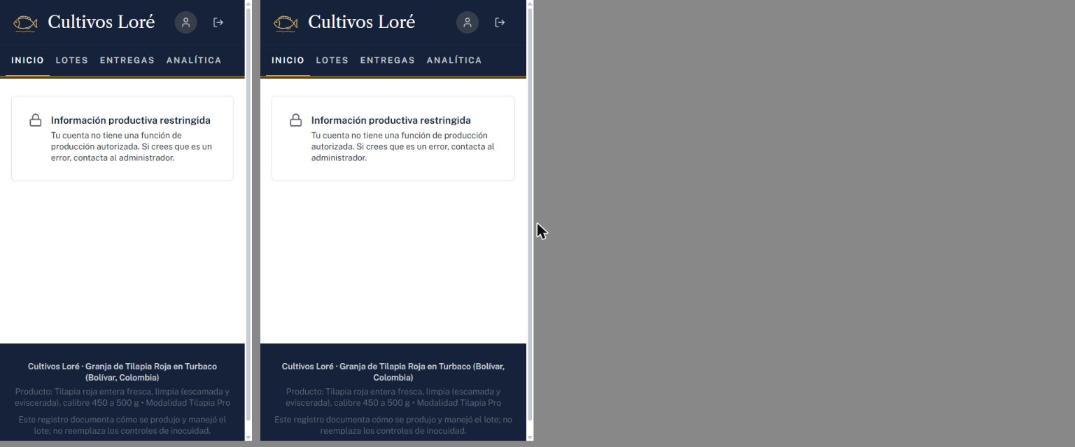 Cultivos Loré
INICIO LOTES ENTREGAS ANALÍTICA
Información productiva restringida
Tu cuenta no tiene una función de
producción autorizada. Si crees que es un
error, contacta al administrador.
Cultivos Loré · Granja de Tilapia Roja en Turbaco
(Bolívar, Colombia)
Producto: Tilapia roja entera fresca, limpia (escamada y
eviscerada), calibre 450 a 500 g • Modalidad Tilapia Pro
Este registro documenta cómo se produjo y manejó el
lote; no reemplaza los controles de inocuidad.
Cultivos Loré
INICIO LOTES ENTREGAS ANALÍTICA
Información productiva restringida
Tu cuenta no tiene una función de producción
autorizada. Si crees que es un error, contacta al
administrador.
Cultivos Loré · Granja de Tilapia Roja en Turbaco (Bolívar,
Colombia)
Producto: Tilapia roja entera fresca, limpia (escamada y
eviscerada), calibre 450 a 500 g • Modalidad Tilapia Pro
Este registro documenta cómo se produjo y manejó el lote; no
reemplaza los controles de inocuidad.